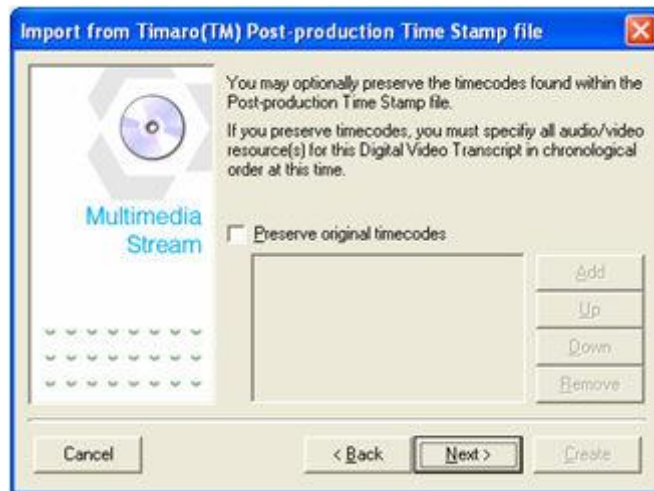 Import from Timaro(TM) Post-production Time Stamp file
You may optionally preserve the timecodes found within the
Post-production Time Stamp file.
If you preserve timecodes, you must specifiy all audio/video
resource(s) for this Digital Video Transcript in chronological
order at this time.
Multimedia
Stream
Preserve original timecodes
Add
Up
Down
Remove
Cancel
< Back
Next >
Create